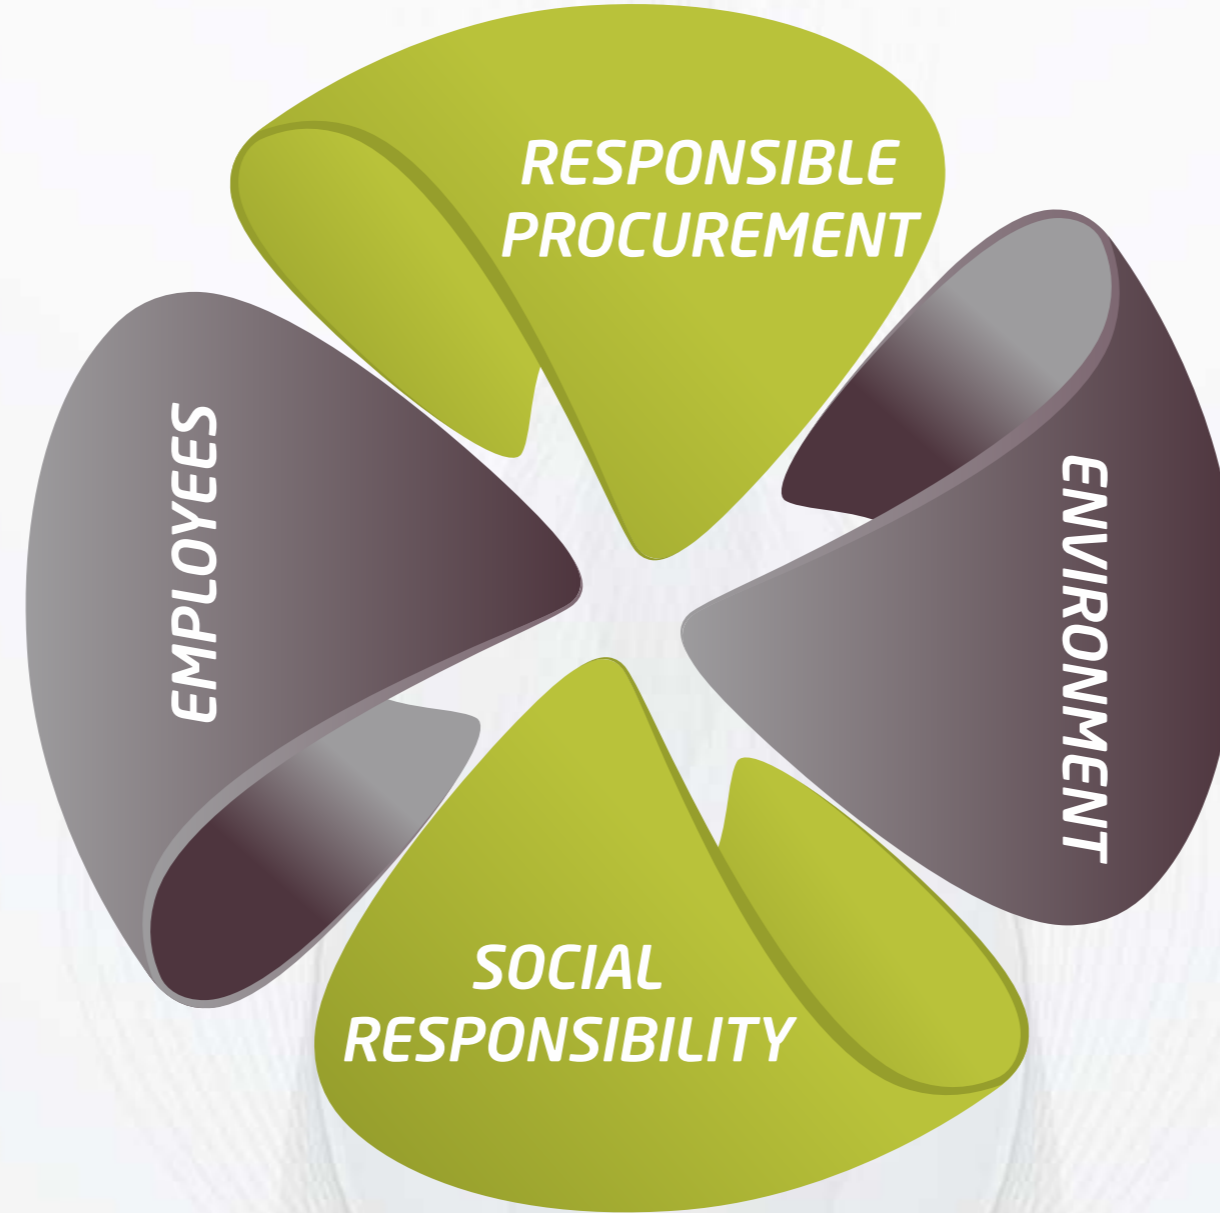 RESPONSIBLE
PROCUREMENT
EMPLOYEES
ENVIRONMENT
SOCIAL
RESPONSIBILITY